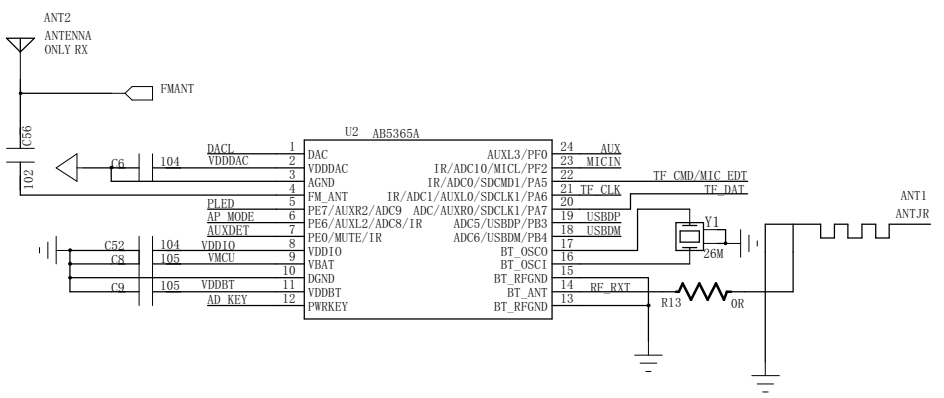 ANT2
ANTENNA
ONLY RX
FMANT
C56
102
U2 AB5365A
DACL 1 DAC AUXL3/PF0 24 AUX
C6 104 VDDDAC 2 VDDDAC IR/ADC10/MICL/PF2 23 MICIN
3 AGND IR/ADC0/SDCMD1/PA5 22 TF_CMD/MIC_EDT
4 FM_ANT IR/ADC1/AUXL0/SDCLK1/PA6 21 TF_CLK
PLED 5 PE7/AUXR2/ADC9 ADC/AUXR0/SDCLK1/PA7 20 TF_DAT
AP_MODE 6 PE6/AUXL2/ADC8/IR ADC5/USBDP/PB3 19 USBDP
AUXDET 7 PE0/MUTE/IR ADC6/USBDM/PB4 18 USBDM
C52 104 VDDIO 8 VDDIO BT_OSCO 17
C8 105 VMCU 9 VBAT BT_OSCI 16
10 DGND BT_RFGND 15
C9 105 VDDBT 11 VDDBT BT_ANT 14 RF_RXT
AD_KEY 12 PWRKEY BT_RFGND 13
Y1
26M
R13 0R
ANT1
ANTJR